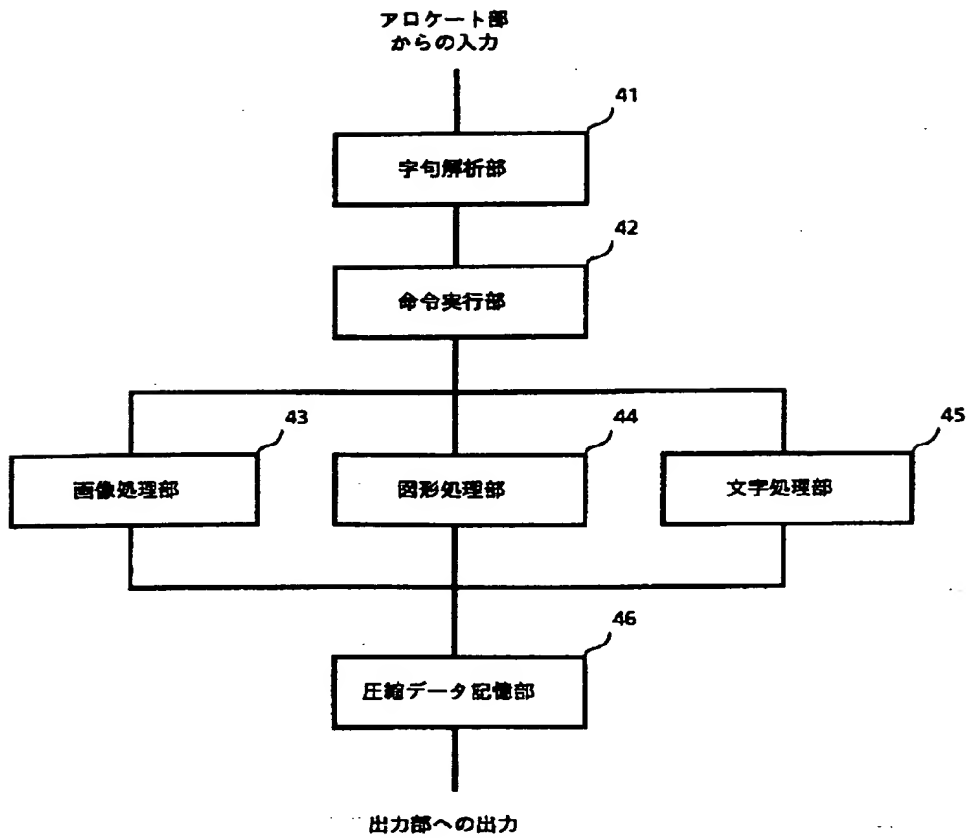 アロケート部
からの入力
41
字句解析部
42
命令実行部
43
44
45
画像処理部
図形処理部
文字処理部
46
圧縮データ記憶部
出力部への出力